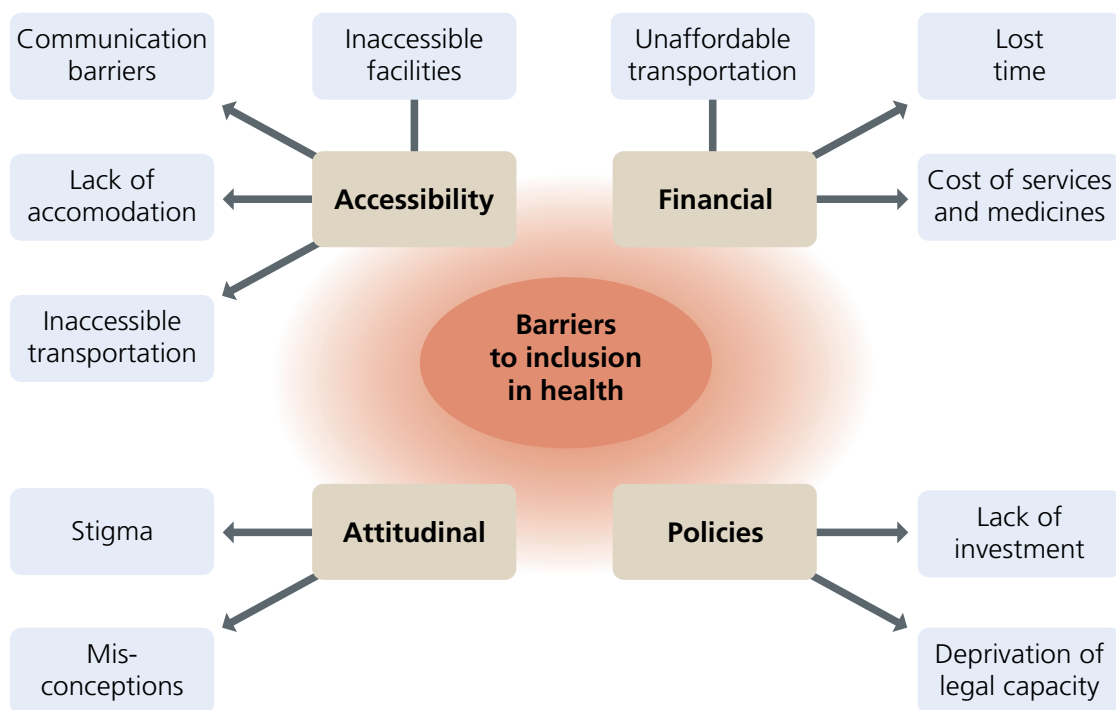 Communication
barriers
Inaccessible
facilities
Unaffordable
transportation
Lost
time
Lack of
accomodation
Accessibility
Financial
Cost of services
and medicines
Inaccessible
transportation
Barriers
to inclusion
in health
Stigma
Attitudinal
Policies
Lack of
investment
Mis-
conceptions
Deprivation of
legal capacity